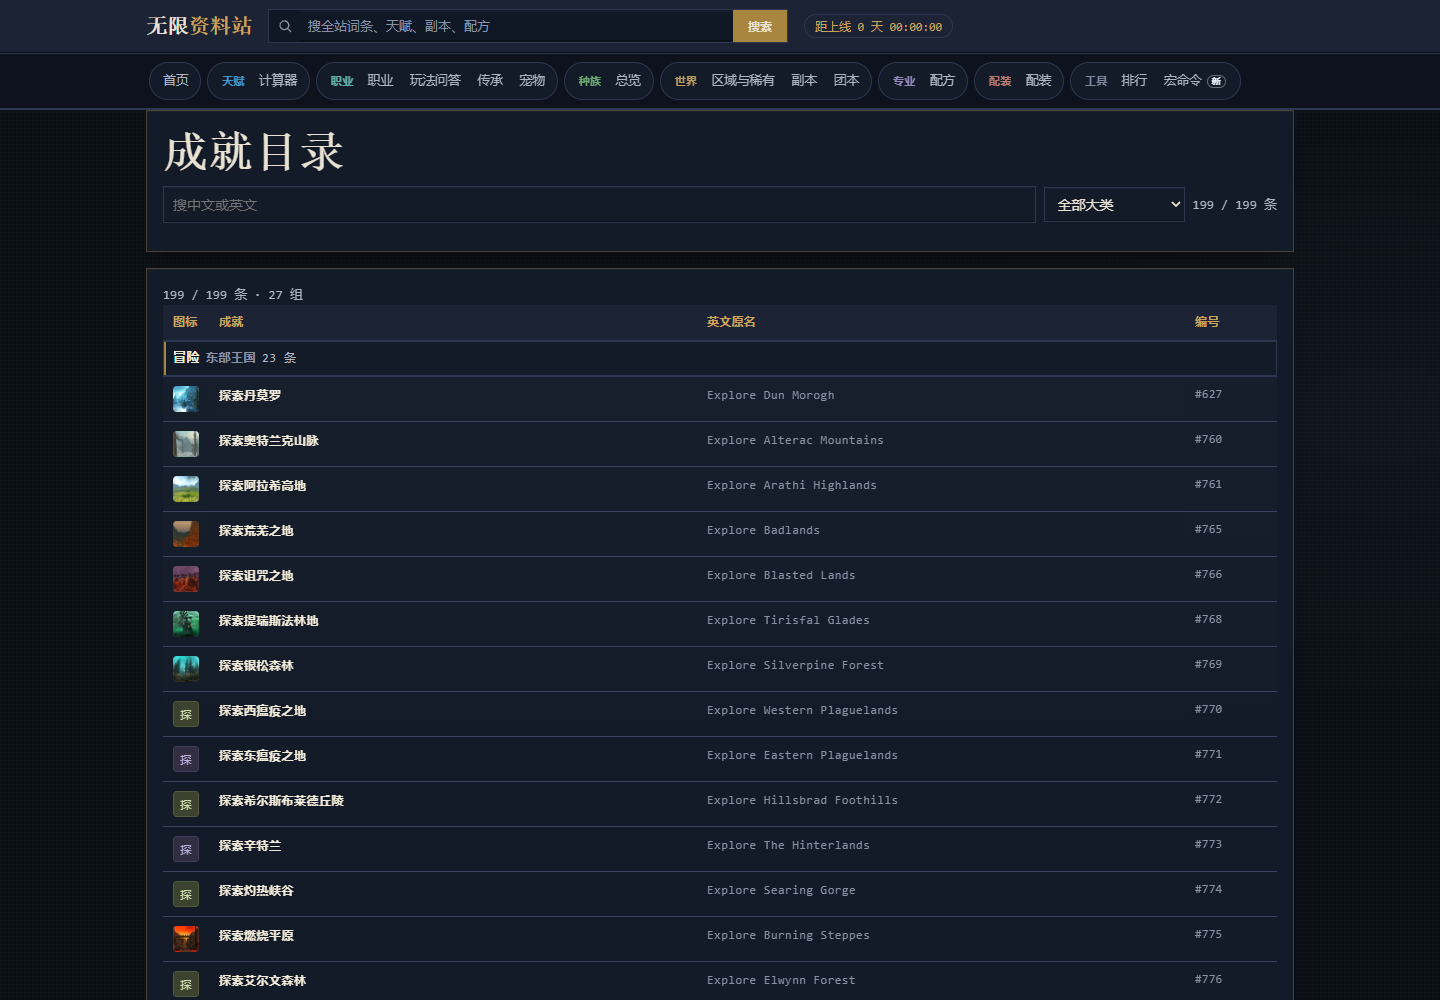 无限资料站
搜全站词条、天赋、副本、配方
搜索
距上线 0 天 00:00:00
首页
天赋 计算器
职业 职业 玩法问答 传承 宠物
种族 总览
世界 区域与稀有 副本 团本
专业 配方
配装 配装
工具 排行 宏命令 新
成就目录
搜中文或英文
全部大类
199 / 199 条
199 / 199 条 · 27 组
图标 成就 英文原名 编号
冒险 东部王国 23 条
探索丹莫罗 Explore Dun Morogh #627
探索奥特兰克山脉 Explore Alterac Mountains #760
探索阿拉希高地 Explore Arathi Highlands #761
探索荒芜之地 Explore Badlands #765
探索诅咒之地 Explore Blasted Lands #766
探索提瑞斯法林地 Explore Tirisfal Glades #768
探索银松森林 Explore Silverpine Forest #769
探 探索西瘟疫之地 Explore Western Plaguelands #770
探 探索东瘟疫之地 Explore Eastern Plaguelands #771
探 探索希尔斯布莱德丘陵 Explore Hillsbrad Foothills #772
探 探索辛特兰 Explore The Hinterlands #773
探 探索灼热峡谷 Explore Searing Gorge #774
探索燃烧平原 Explore Burning Steppes #775
探 探索艾尔文森林 Explore Elwynn Forest #776